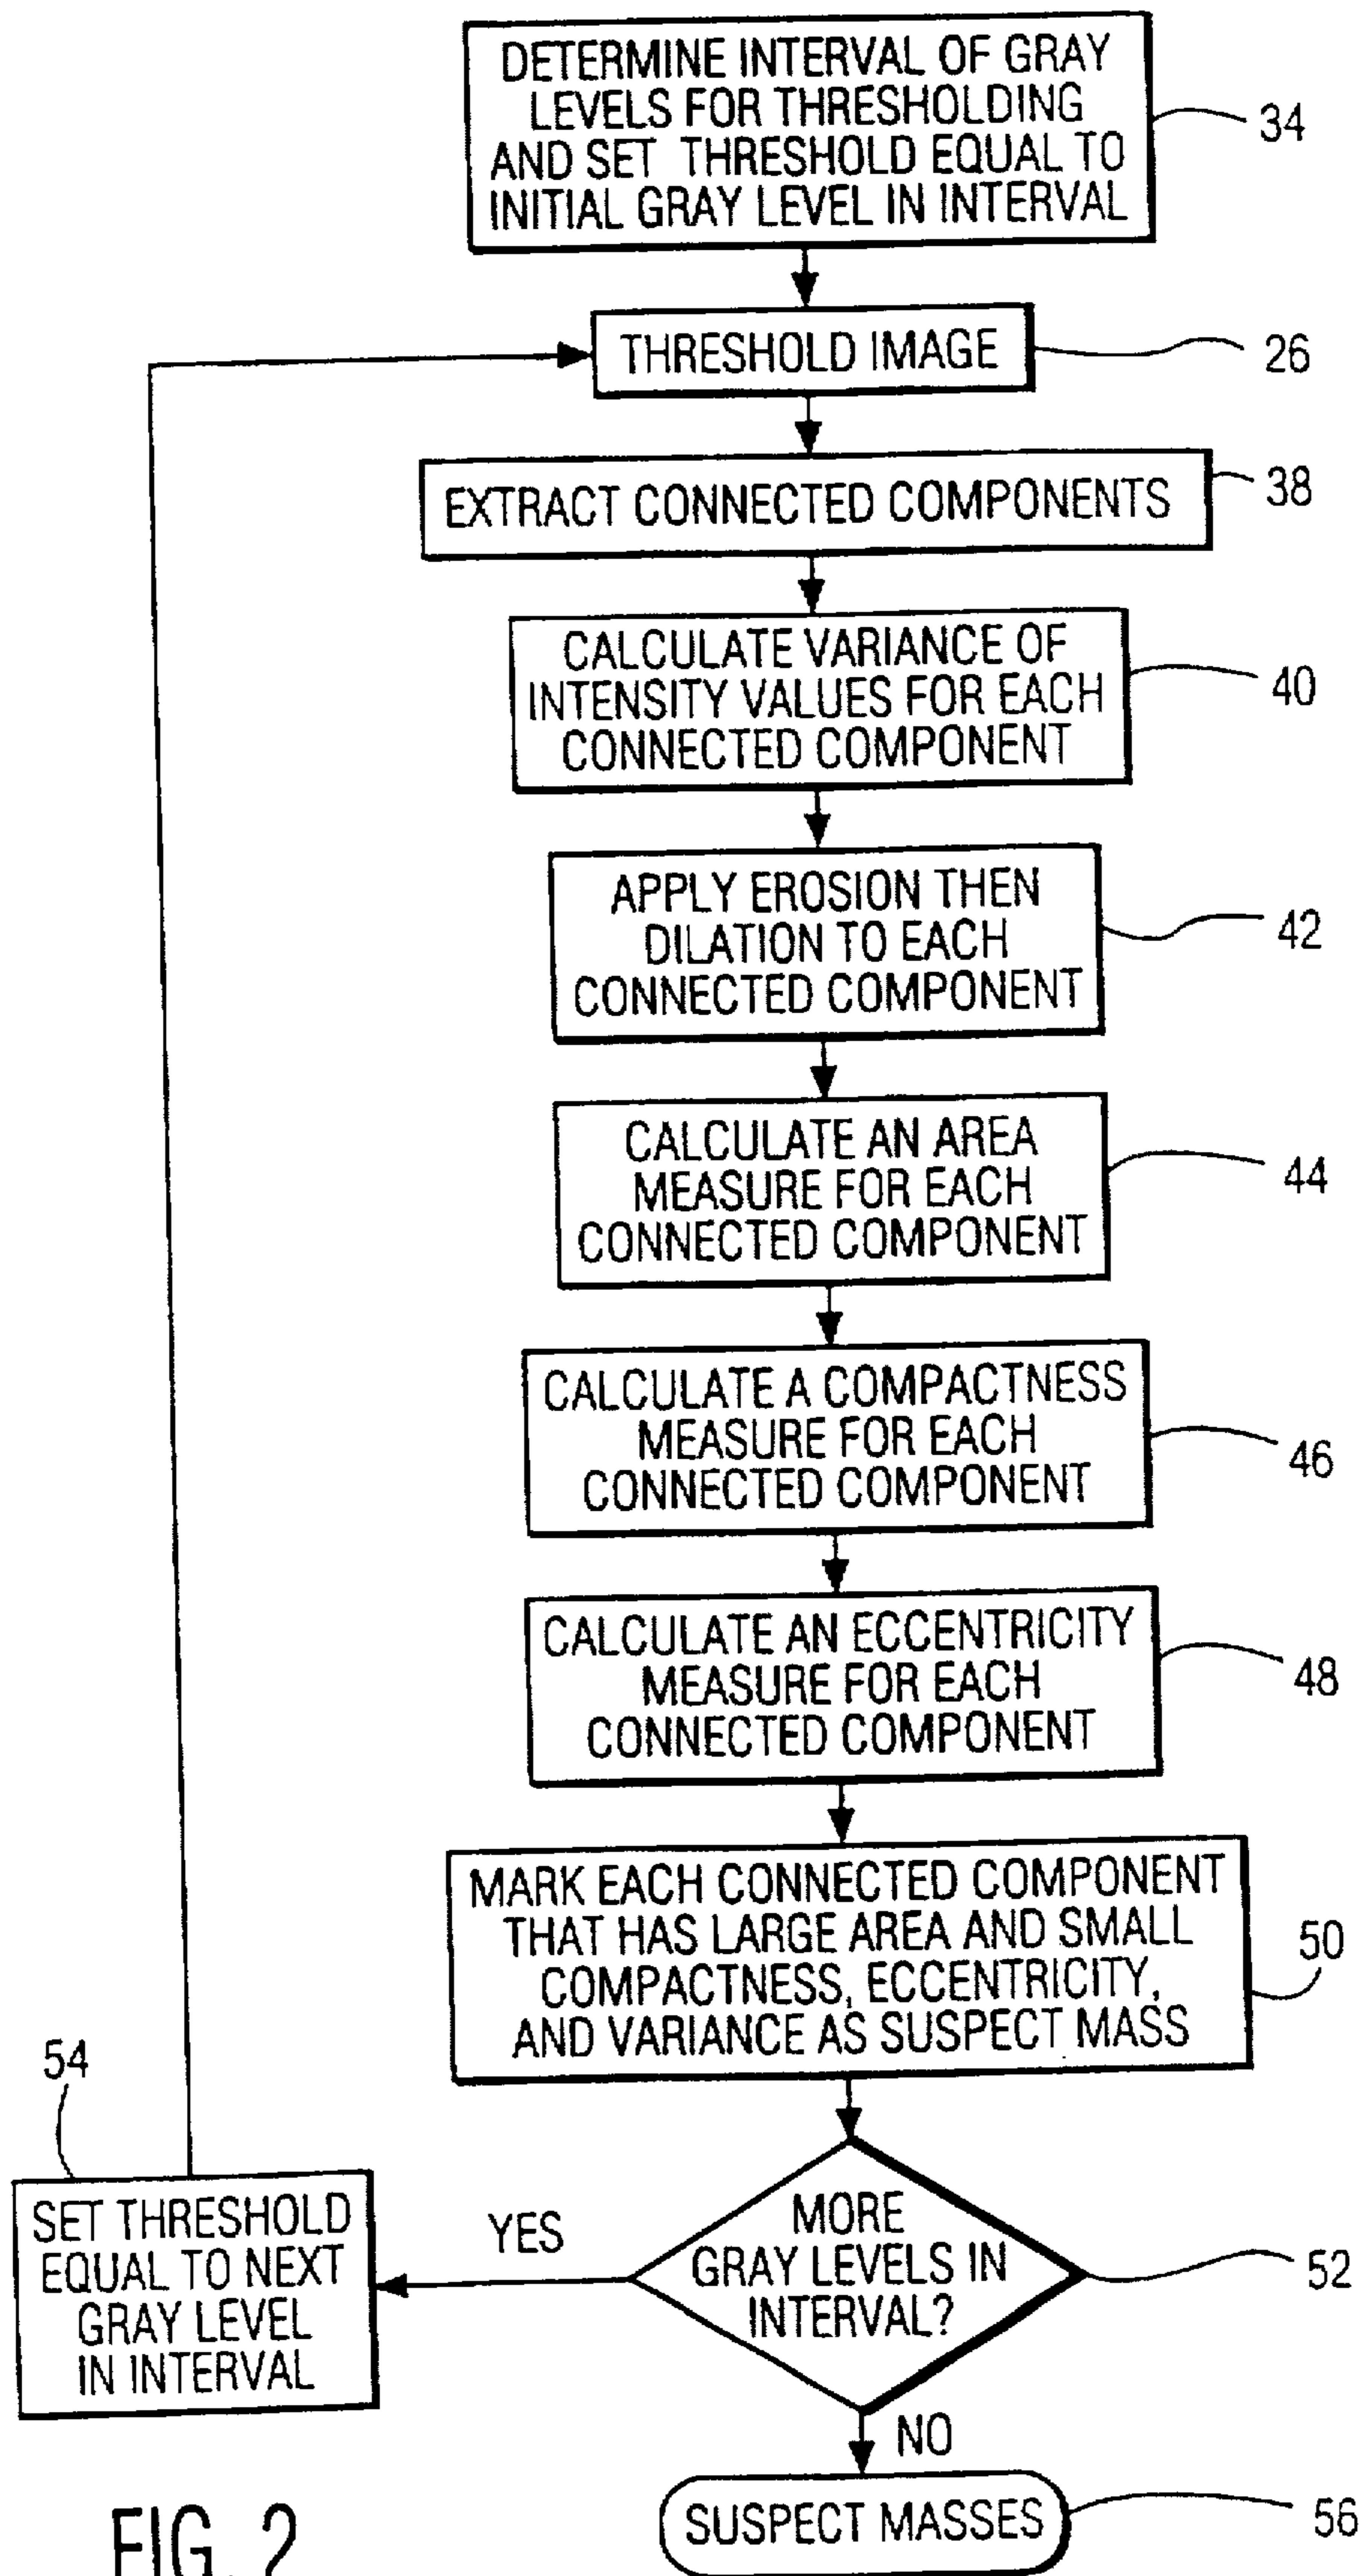 DETERMINE INTERVAL OF GRAY
LEVELS FOR THRESHOLDING
AND SET THRESHOLD EQUAL TO
INITIAL GRAY LEVEL IN INTERVAL
34
THRESHOLD IMAGE
26
EXTRACT CONNECTED COMPONENTS
38
CALCULATE VARIANCE OF
INTENSITY VALUES FOR EACH
CONNECTED COMPONENT
40
APPLY EROSION THEN
DILATION TO EACH
CONNECTED COMPONENT
42
CALCULATE AN AREA
MEASURE FOR EACH
CONNECTED COMPONENT
44
CALCULATE A COMPACTNESS
MEASURE FOR EACH
CONNECTED COMPONENT
46
CALCULATE AN ECCENTRICITY
MEASURE FOR EACH
CONNECTED COMPONENT
48
MARK EACH CONNECTED COMPONENT
THAT HAS LARGE AREA AND SMALL
COMPACTNESS, ECCENTRICITY,
AND VARIANCE AS SUSPECT MASS
50
MORE
GRAY LEVELS IN
INTERVAL?
52
YES
54
SET THRESHOLD
EQUAL TO NEXT
GRAY LEVEL
IN INTERVAL
NO
SUSPECT MASSES
56
FIG. 2